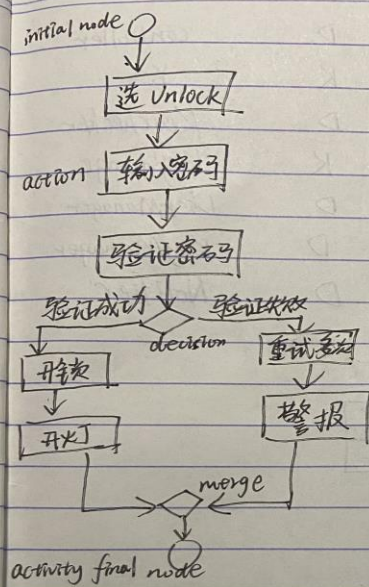 initial node
选 Unlock
action
输入密码
验证密码
验证成功
验证失败
decision
开锁
重试多次
开灯
警报
merge
activity final node